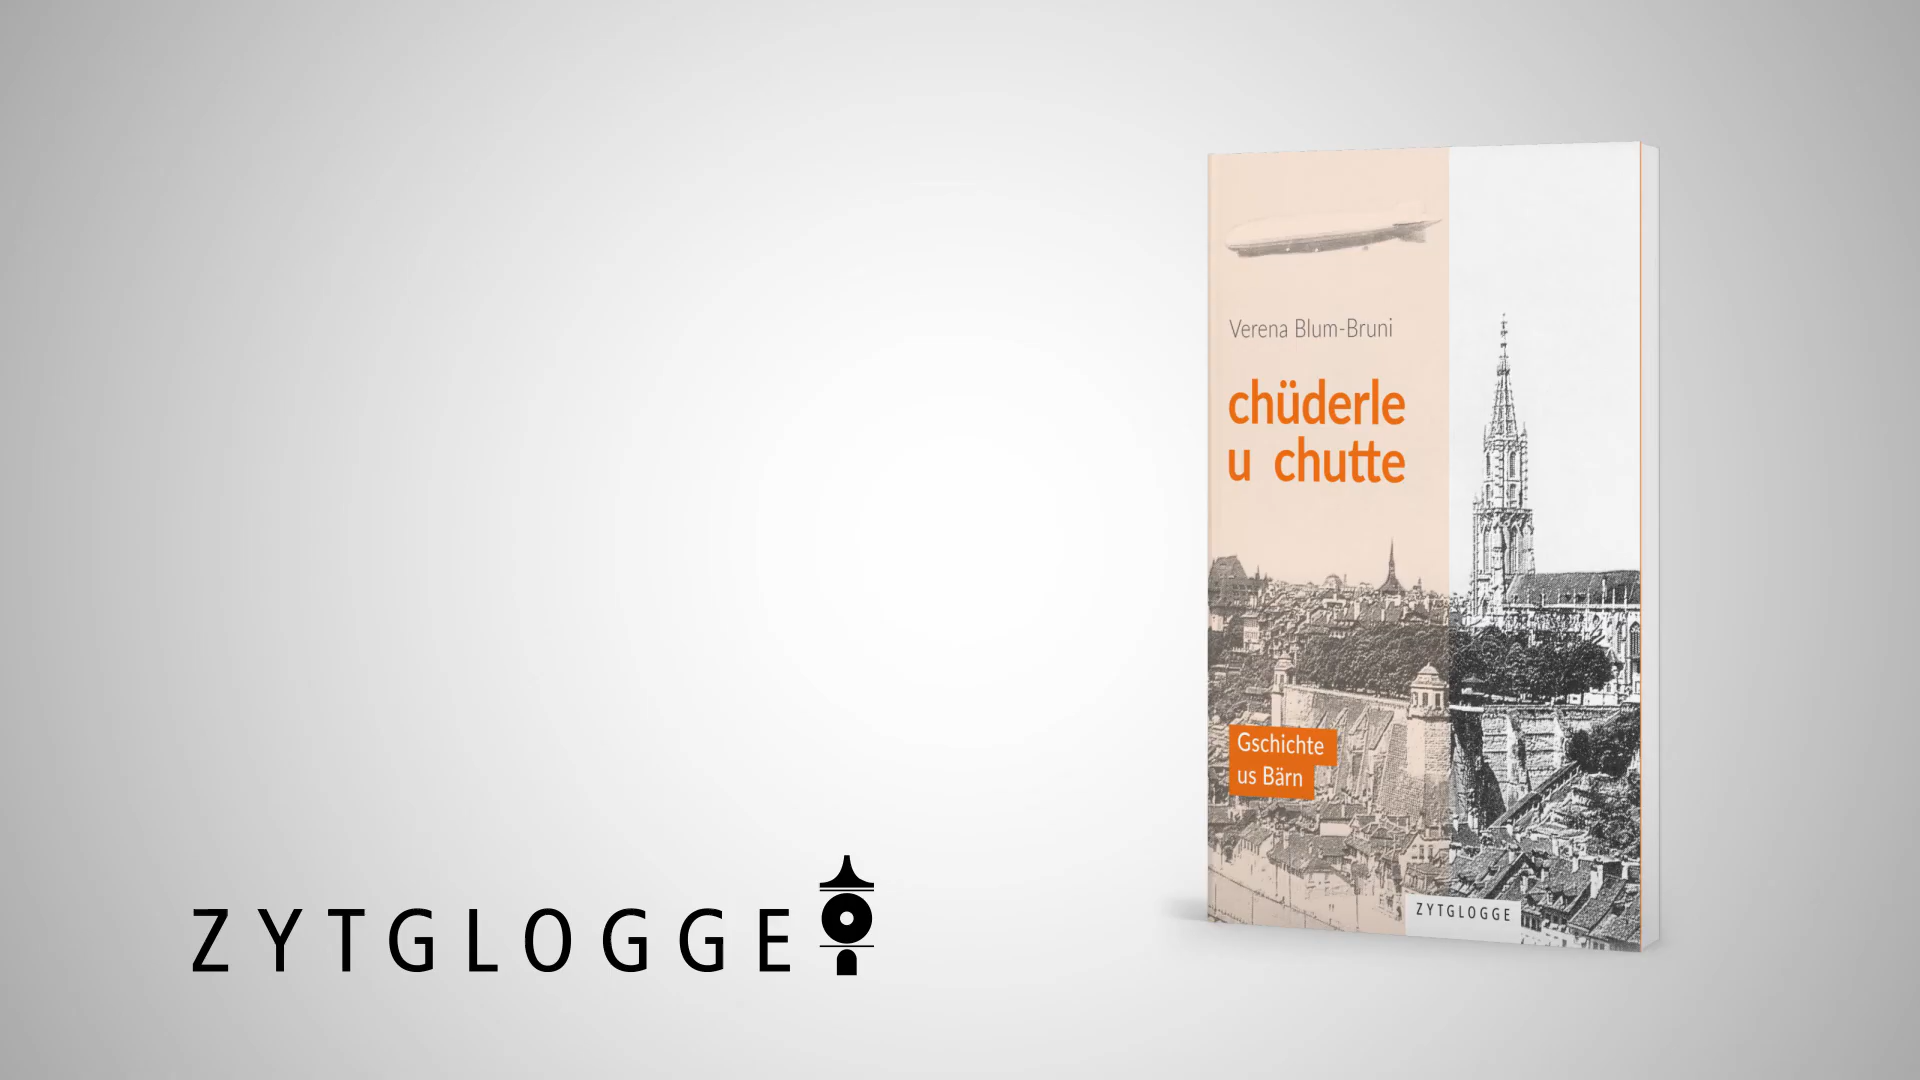 Verena Blum-Bruni
chüderle
u chutte
Gschichte
us Bärn
ZYTGLOGGE
ZYTGLOGGE